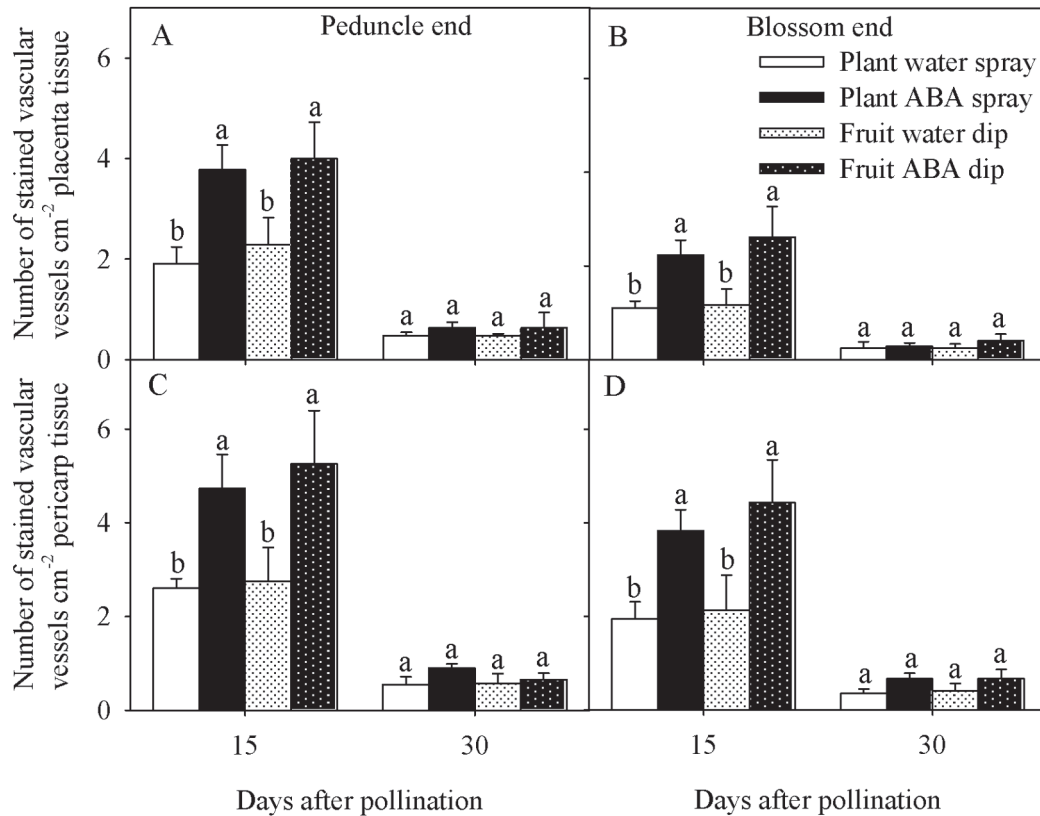 A
Peduncle end
6
4
2
0
Number of stained vascular
vessels cm⁻² placenta tissue
b
a
b
a
a
a
a
a
B
Blossom end
Plant water spray
Plant ABA spray
Fruit water dip
Fruit ABA dip
b
a
b
a
a
a
a
a
C
6
4
2
0
Number of stained vascular
vessels cm⁻² pericarp tissue
b
a
b
a
a
a
a
a
15
30
Days after pollination
D
b
a
b
a
a
a
a
a
15
30
Days after pollination